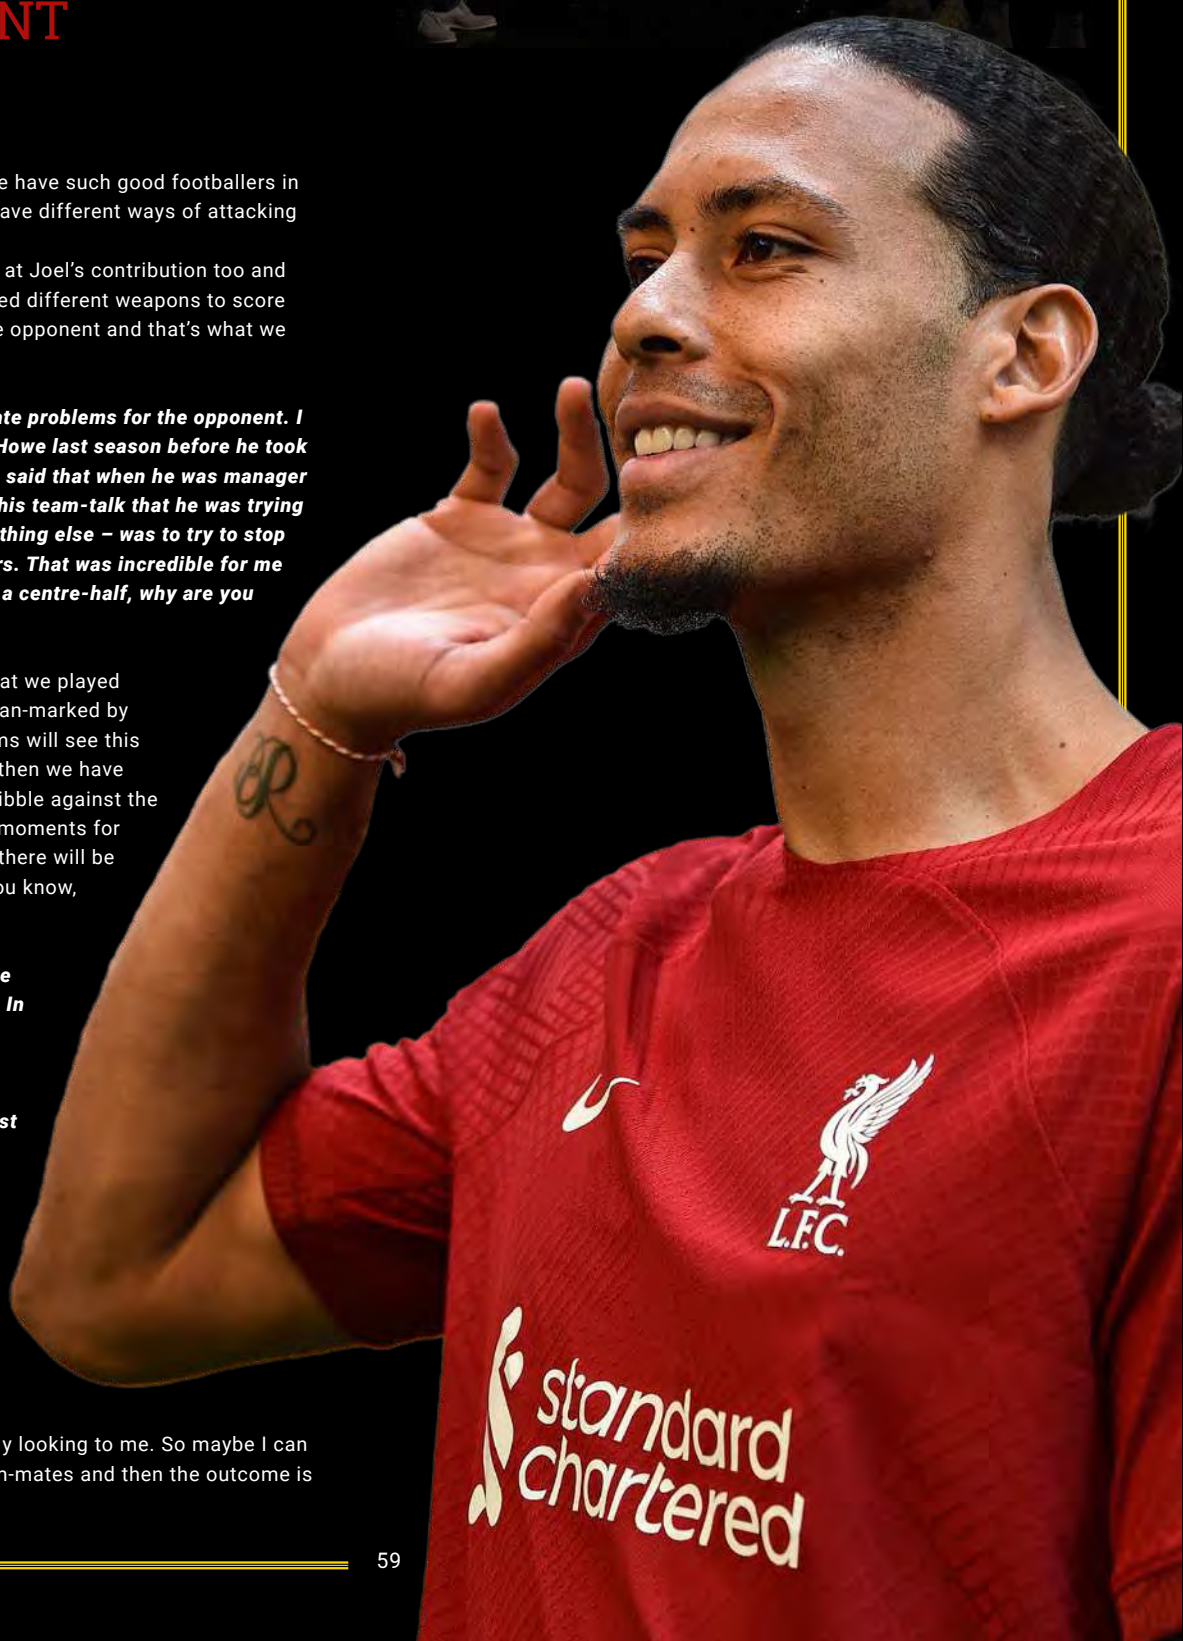 NT
e have such good footballers in
ave different ways of attacking
at Joel’s contribution too and
ed different weapons to score
e opponent and that’s what we
ate problems for the opponent. I
Howe last season before he took
said that when he was manager
his team-talk that he was trying
thing else – was to try to stop
rs. That was incredible for me
a centre-half, why are you
at we played
an-marked by
ms will see this
then we have
ibble against the
moments for
there will be
ou know,
e
In
st
y looking to me. So maybe I can
n-mates and then the outcome is
59
L.F.C.
standard
chartered